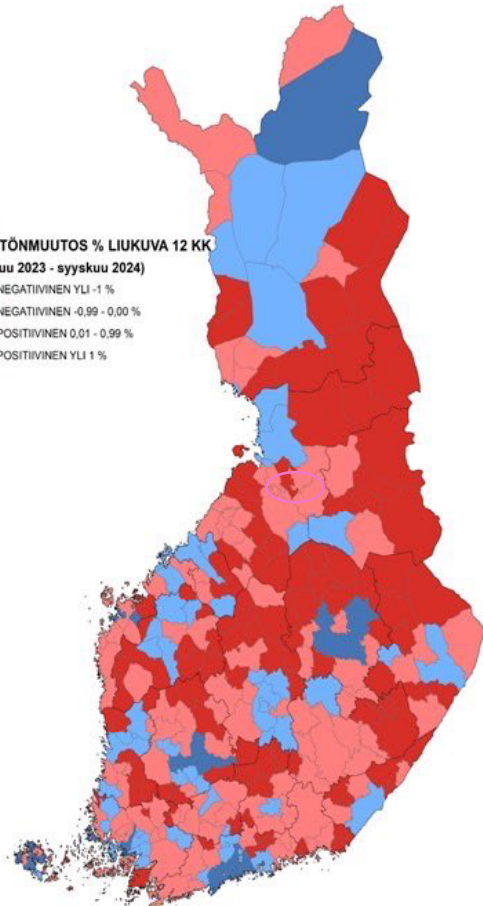 TÖNMUUTOS % LIUKUVA 12 KK
uu 2023 - syyskuu 2024)
NEGATIIVINEN YLI -1 %
NEGATIIVINEN -0,99 - 0,00 %
POSITIIVINEN 0,01 - 0,99 %
POSITIIVINEN YLI 1 %